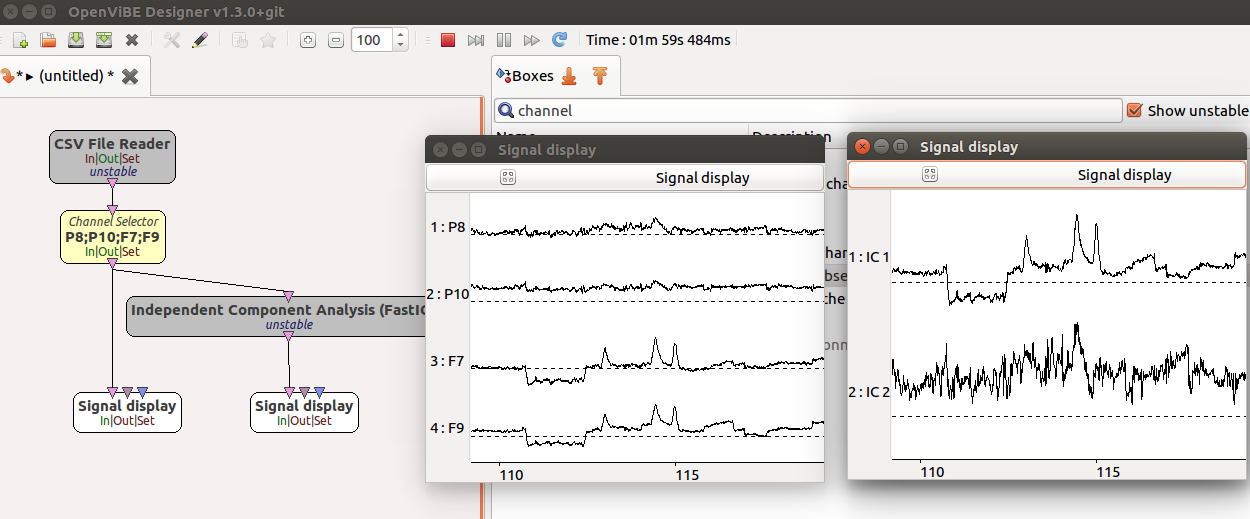 OpenViBE Designer v1.3.0+git
100
Time : 01m 59s 484ms
*▸ (untitled) *
Boxes
channel
Show unstable
CSV File Reader
In|Out|Set
unstable
Channel Selector
P8;P10;F7;F9
In|Out|Set
Independent Component Analysis (FastIC
unstable
Signal display
In|Out|Set
Signal display
In|Out|Set
Name
Description
Signal display
Signal display
1 : P8
2 : P10
3 : F7
4 : F9
110
115
cha
han
bse
the
onn
Signal display
Signal display
1 : IC 1
2 : IC 2
110
115